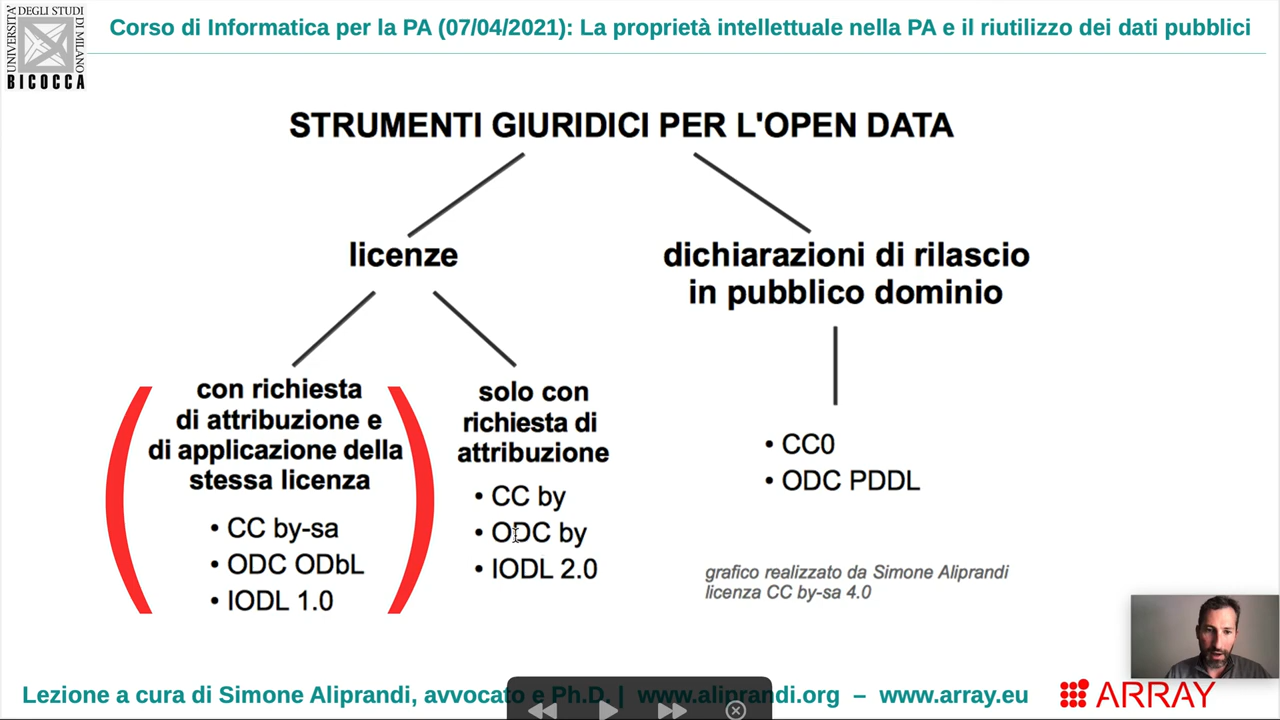 UNIVERSITA' DEGLI STUDI DI MILANO
BICOCCA
Corso di Informatica per la PA (07/04/2021): La proprietà intellettuale nella PA e il riutilizzo dei dati pubblici
STRUMENTI GIURIDICI PER L'OPEN DATA
licenze
dichiarazioni di rilascio
in pubblico dominio
con richiesta
di attribuzione e
di applicazione della
stessa licenza
• CC by-sa
• ODC ODbL
• IODL 1.0
solo con
richiesta di
attribuzione
• CC by
• ODC by
• IODL 2.0
• CC0
• ODC PDDL
grafico realizzato da Simone Aliprandi
licenza CC by-sa 4.0
Lezione a cura di Simone Aliprandi, avvocato e Ph.D. | www.aliprandi.org – www.array.eu
ARRAY